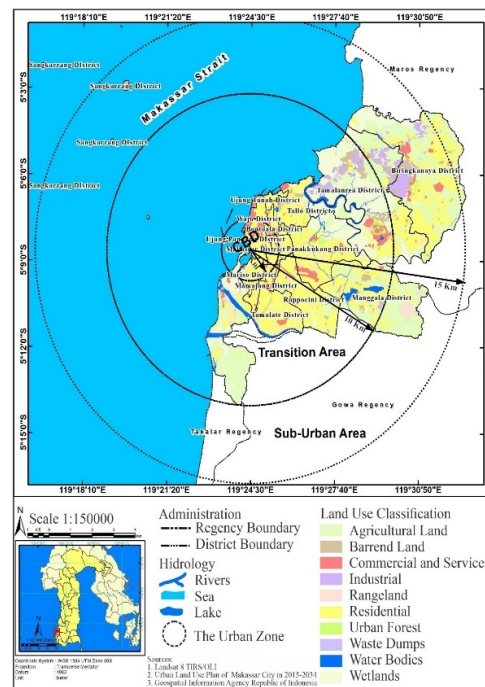 119°18'10"E 119°21'20"E 119°24'30"E 119°27'40"E 119°30'50"E
5°3'0"S 5°6'0"S 5°9'0"S 5°12'0"S 5°15'0"S
Sangkarrang District
Sangkarrang District
Sangkarrang District
Sangkarrang District
Makassar Strait
Maros Regency
Biringkanaya District
Tamalanrea District
Ujung Tanah District
Tallo District
Wajo District
Bontoala District
CBD
Panakkukang District
Mariso District
Mamajang District
Roppocini District
Manggala District
Tamalate District
15 Km
10 Km
Transition Area
Gowa Regency
Takalar Regency
Sub-Urban Area
119°18'10"E 119°21'20"E 119°24'30"E 119°27'40"E 119°30'50"E
N
Scale 1:150000
Administration
Regency Boundary
District Boundary
Hidrology
Rivers
Sea
Lake
The Urban Zone
Sources:
1. Landsat 8 TIRS/OLI
2. Urban Land Use Plan of Makassar City in 2015-2034
3. Geospatial Information Agency Republic of Indonesia
Land Use Classification
Agricultural Land
Barrend Land
Commercial and Services
Industrial
Rangeland
Residential
Urban Forest
Waste Dumps
Water Bodies
Wetlands